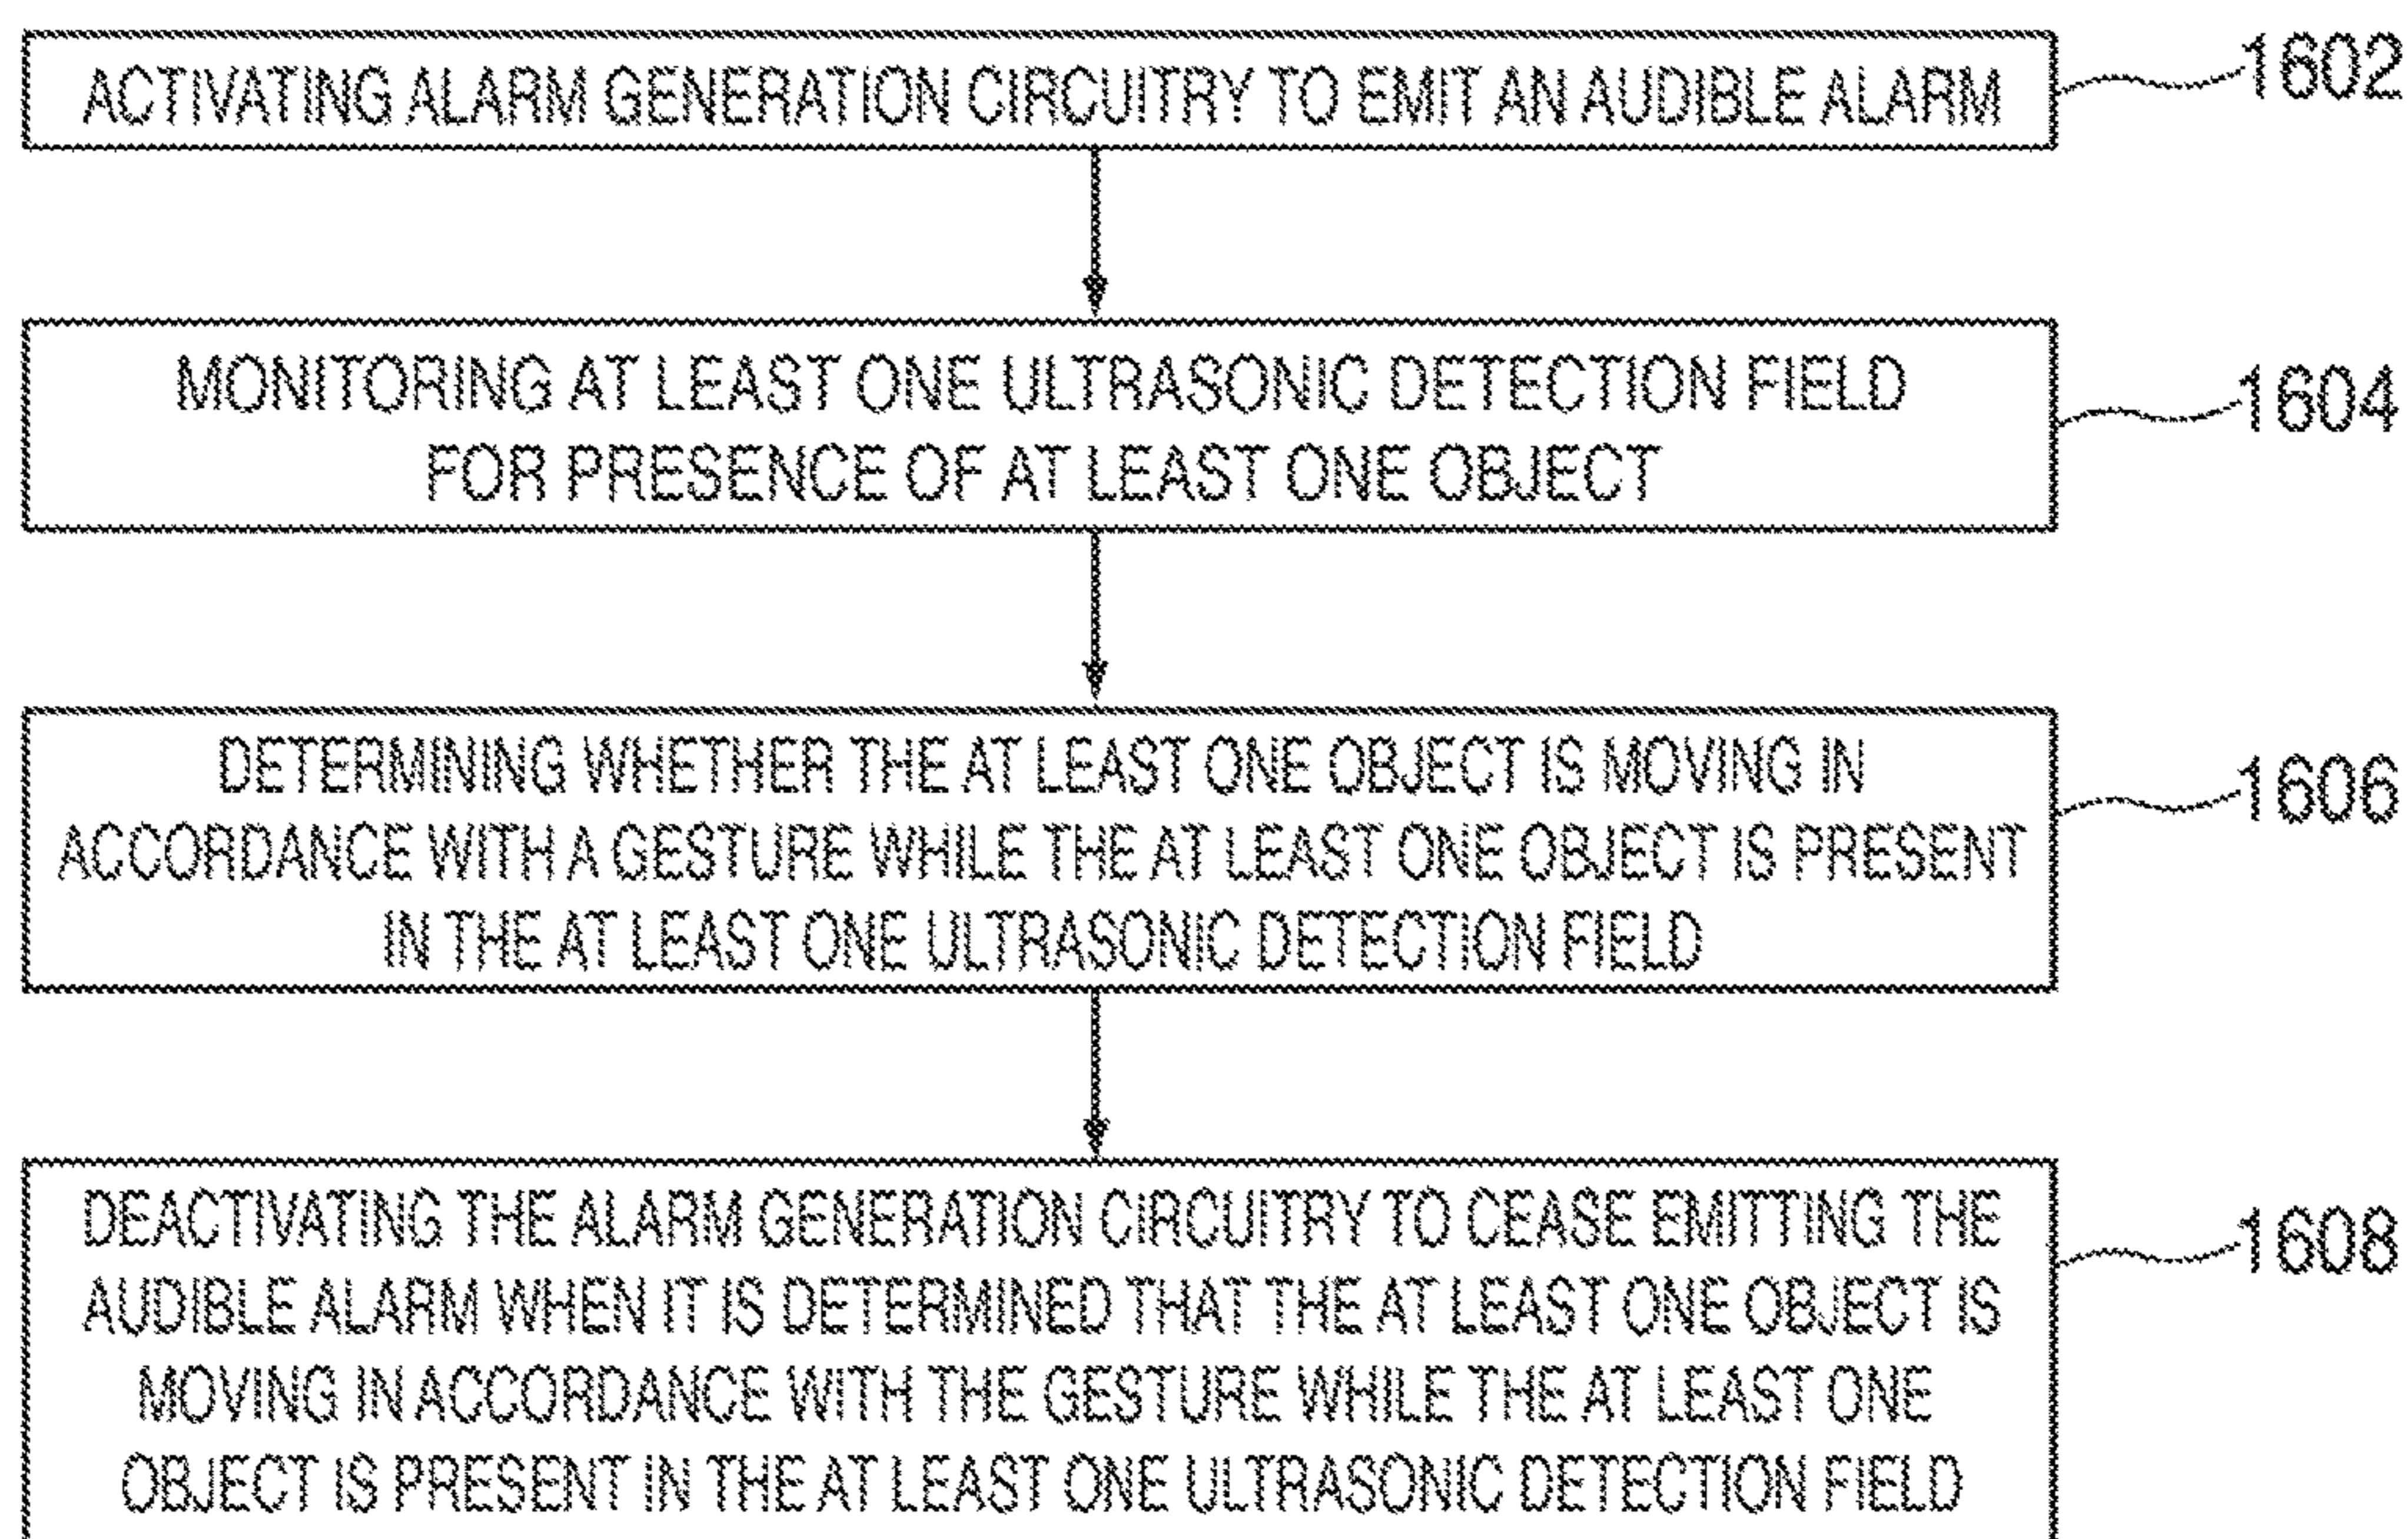 ACTIVATING ALARM GENERATION CIRCUITRY TO EMIT AN AUDIBLE ALARM
1602
MONITORING AT LEAST ONE ULTRASONIC DETECTION FIELD
FOR PRESENCE OF AT LEAST ONE OBJECT
1604
DETERMINING WHETHER THE AT LEAST ONE OBJECT IS MOVING IN
ACCORDANCE WITH A GESTURE WHILE THE AT LEAST ONE OBJECT IS PRESENT
IN THE AT LEAST ONE ULTRASONIC DETECTION FIELD
1606
DEACTIVATING THE ALARM GENERATION CIRCUITRY TO CEASE EMITTING THE
AUDIBLE ALARM WHEN IT IS DETERMINED THAT THE AT LEAST ONE OBJECT IS
MOVING IN ACCORDANCE WITH THE GESTURE WHILE THE AT LEAST ONE
OBJECT IS PRESENT IN THE AT LEAST ONE ULTRASONIC DETECTION FIELD
1608